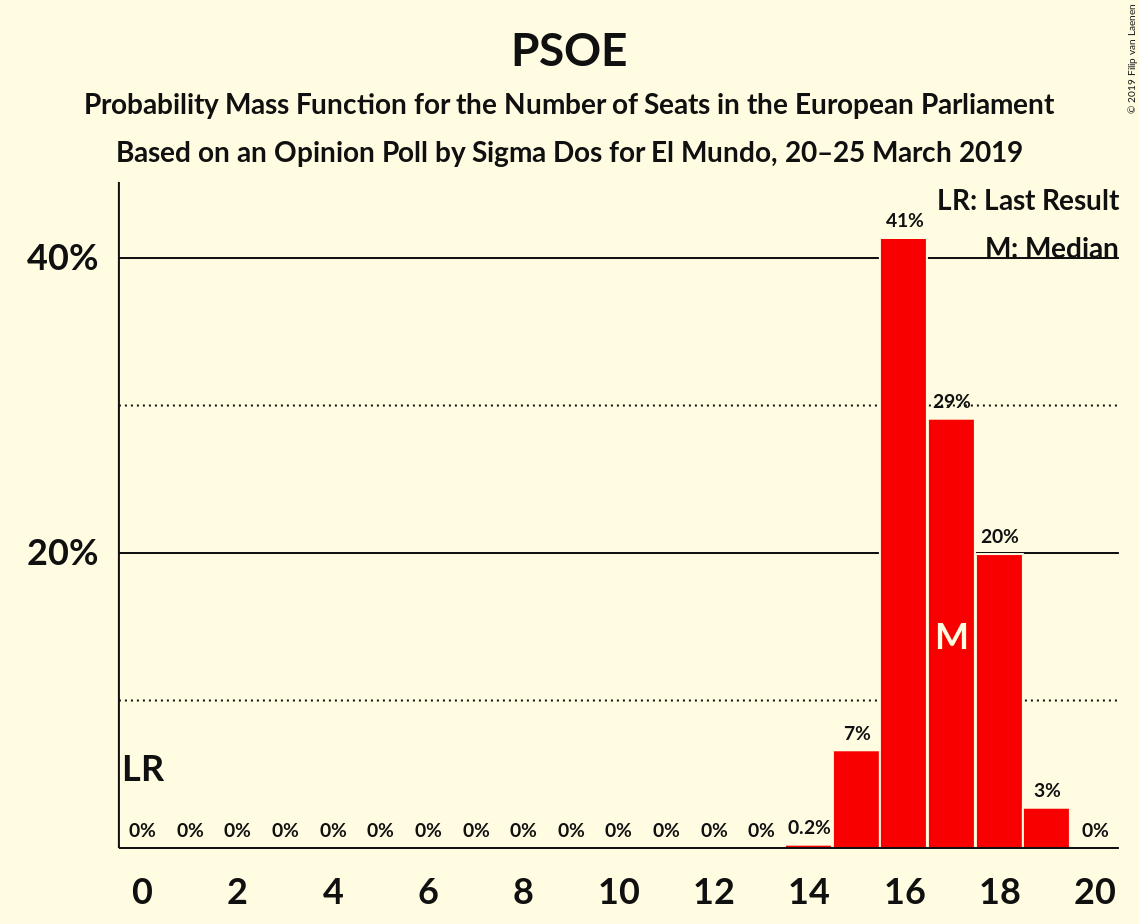 PSOE
Probability Mass Function for the Number of Seats in the European Parliament
Based on an Opinion Poll by Sigma Dos for El Mundo, 20–25 March 2019
© 2019 Filip van Laenen
LR: Last Result
M: Median
40%
20%
41%
29%
20%
M
7%
3%
LR
0% 0% 0% 0% 0% 0% 0% 0% 0% 0% 0% 0% 0% 0% 0.2% 0%
0 2 4 6 8 10 12 14 16 18 20